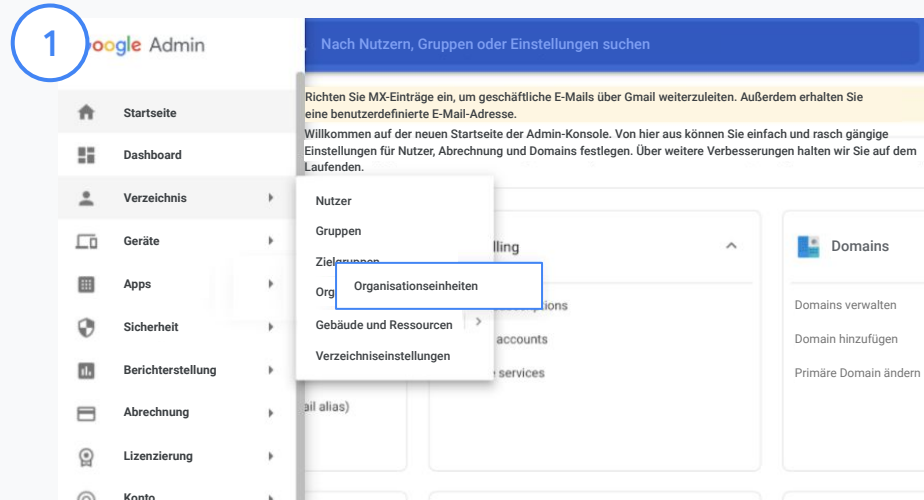 1
oogle Admin
Nach Nutzern, Gruppen oder Einstellungen suchen
Richten Sie MX-Einträge ein, um geschäftliche E-Mails über Gmail weiterzuleiten. Außerdem erhalten Sie
eine benutzerdefinierte E-Mail-Adresse.
Willkommen auf der neuen Startseite der Admin-Konsole. Von hier aus können Sie einfach und rasch gängige
Einstellungen für Nutzer, Abrechnung und Domains festlegen. Über weitere Verbesserungen halten wir Sie auf dem
Laufenden.
Startseite
Dashboard
Verzeichnis
Geräte
Apps
Sicherheit
Berichterstellung
Abrechnung
Lizenzierung
Konto
Nutzer
Gruppen
Zielgruppen
Org
Organisationseinheiten
Gebäude und Ressourcen
Verzeichniseinstellungen
lling
accounts
services
ail alias)
Domains
Domains verwalten
Domain hinzufügen
Primäre Domain ändern